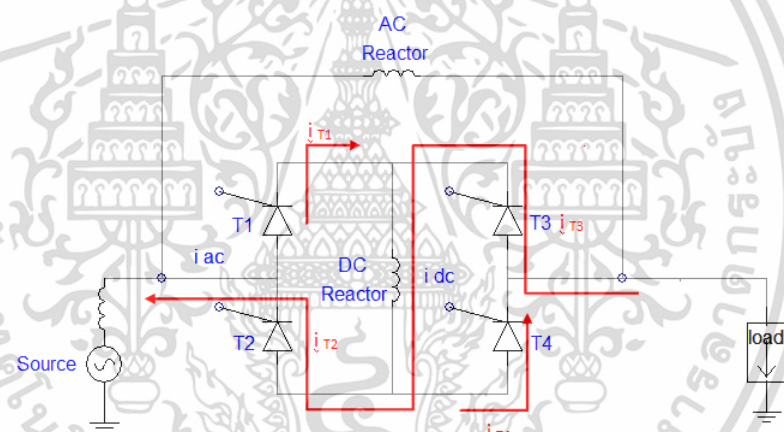 AC
Reactor
i T1
T1
T3
i T3
i ac
DC
Reactor
i dc
T2
i T2
T4
Source
load